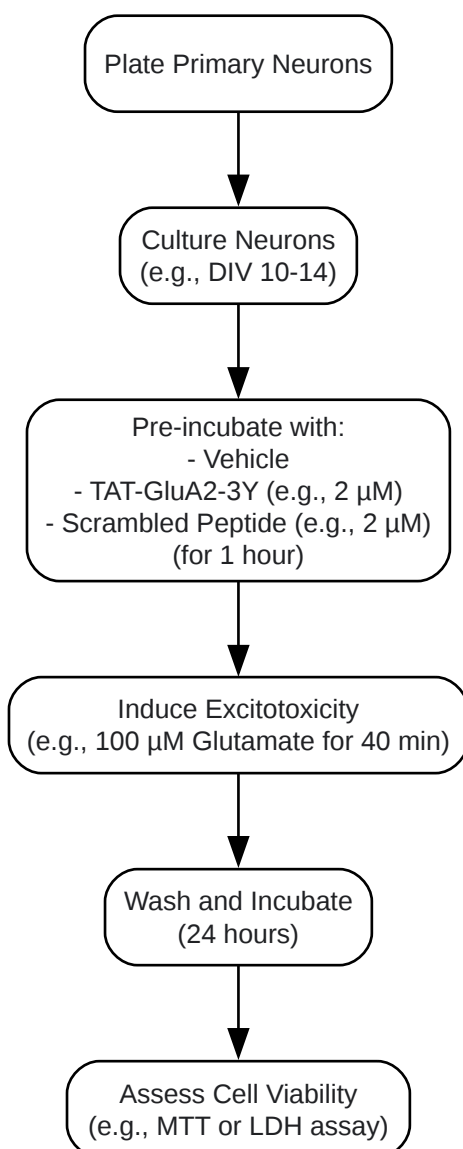 Plate Primary Neurons
Culture Neurons
(e.g., DIV 10-14)
Pre-incubate with:
- Vehicle
- TAT-GluA2-3Y (e.g., 2 µM)
- Scrambled Peptide (e.g., 2 µM)
(for 1 hour)
Induce Excitotoxicity
(e.g., 100 µM Glutamate for 40 min)
Wash and Incubate
(24 hours)
Assess Cell Viability
(e.g., MTT or LDH assay)